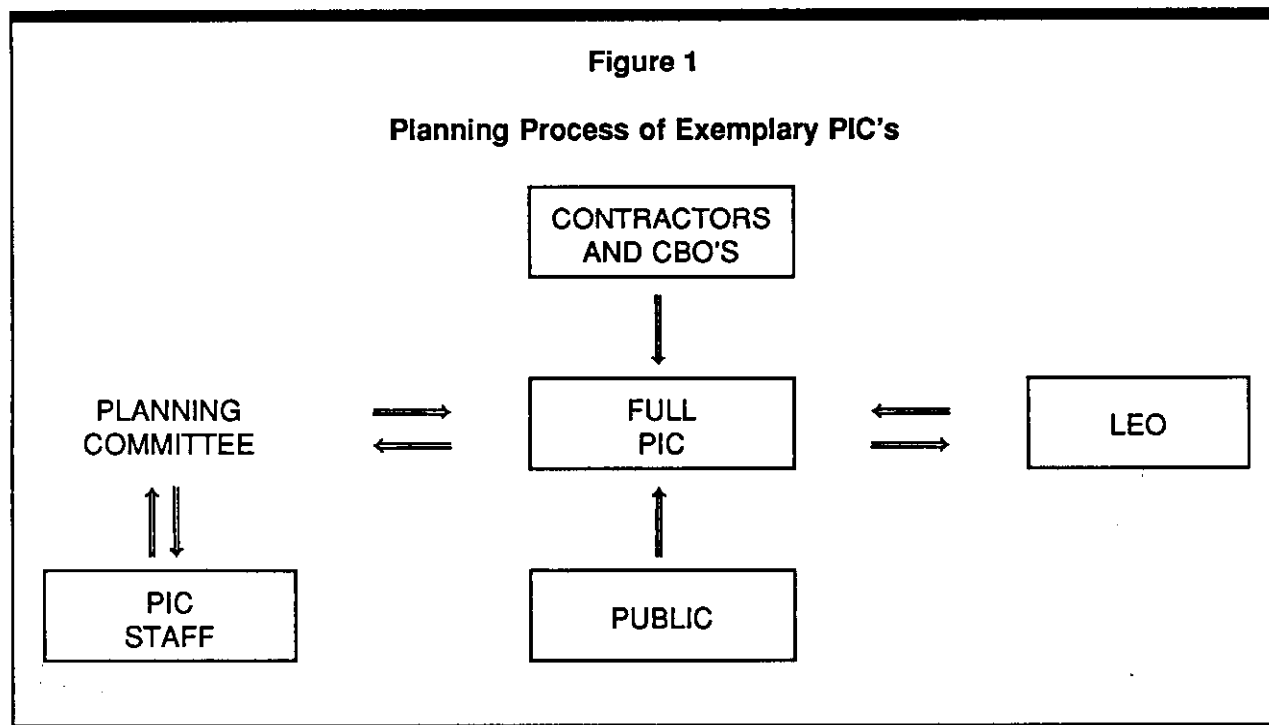 Figure 1
Planning Process of Exemplary PIC's
CONTRACTORS
AND CBO'S
PLANNING
COMMITTEE
FULL
PIC
LEO
PIC
STAFF
PUBLIC